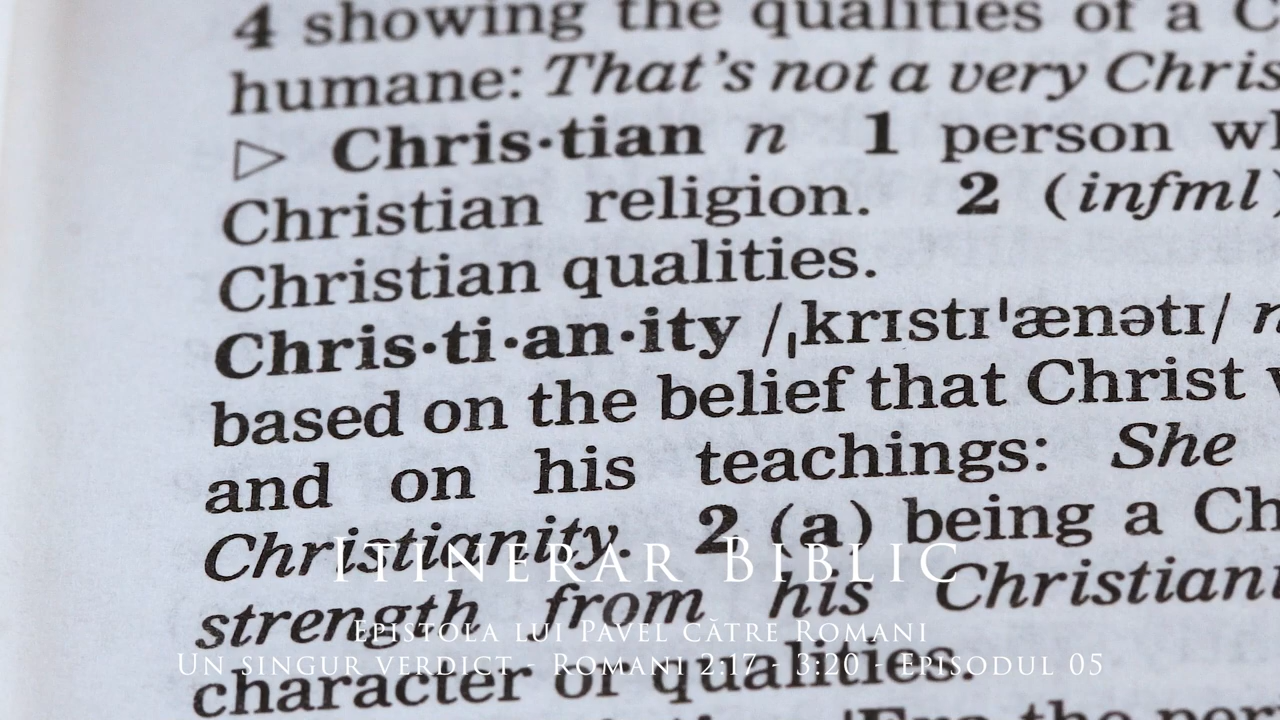 4 showing the qualities of a C
humane: That's not a very Chris
▷ Chris·tian n 1 person wh
Christian religion. 2 (infml)
Christian qualities.
Chris·ti·an·ity /ˌkrɪstɪˈænətɪ/ n
based on the belief that Christ w
and on his teachings: She
Christianity. 2 (a) being a Ch
strength from his Christiani
character or qualities.
Itinerar Biblic
Epistola lui Pavel către Romani
Un singur verdict - Romani 2:17 - 3:20 - Episodul 05